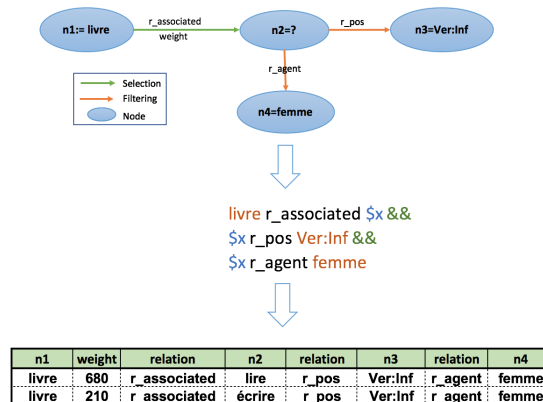 n1:= livre r_associated n2=? r_pos n3=Ver:Inf
weight
r_agent
Selection
Filtering
Node
n4=femme
livre r_associated $x &&
$x r_pos Ver:Inf &&
$x r_agent femme
n1 weight relation n2 relation n3 relation n4
livre 680 r_associated lire r_pos Ver:Inf r_agent femme
livre 210 r_associated écrire r_pos Ver:Inf r_agent femme